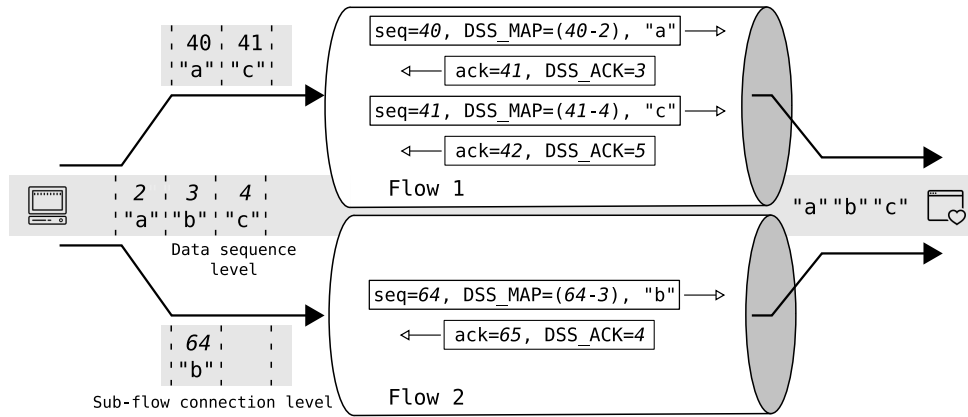 40 41
"a" "c"
seq=40, DSS_MAP=(40-2), "a"
ack=41, DSS_ACK=3
seq=41, DSS_MAP=(41-4), "c"
ack=42, DSS_ACK=5
Flow 1
2 3 4
"a" "b" "c"
Data sequence
level
"a""b""c"
seq=64, DSS_MAP=(64-3), "b"
ack=65, DSS_ACK=4
Flow 2
64
"b"
Sub-flow connection level